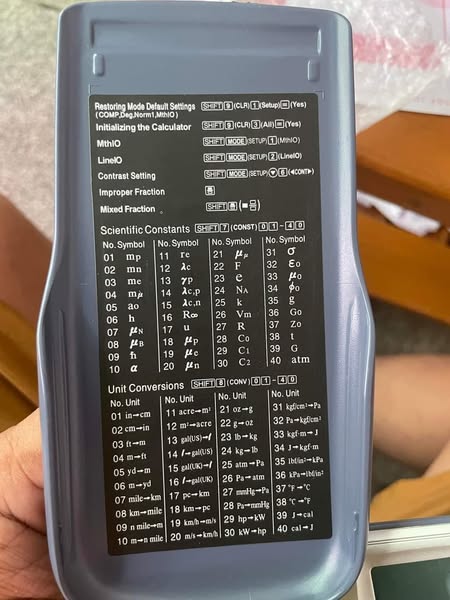 Restoring Mode Default Settings SHIFT 9 (CLR) 1 (Setup) = (Yes)
(COMP,Deg,Norm1,MthIO)
Initializing the Calculator SHIFT 9 (CLR) 3 (All) = (Yes)
MthIO SHIFT MODE (SETUP) 1 (MthIO)
LineIO SHIFT MODE (SETUP) 2 (LineIO)
Contrast Setting SHIFT MODE (SETUP) ▼ 6 (◀CONT▶)
Improper Fraction
Mixed Fraction SHIFT
Scientific Constants SHIFT 7 (CONST) 0 1 – 4 0
No. Symbol No. Symbol No. Symbol No. Symbol
01 mp 11 re 21 μμ 31 σ
02 mn 12 λc 22 F 32 ε0
03 me 13 γp 23 e 33 μ0
04 mμ 14 λc,p 24 NA 34 ϕ0
05 a0 15 λc,n 25 k 35 g
06 h 16 R∞ 26 Vm 36 G0
07 μN 17 u 27 R 37 Z0
08 μB 18 μp 28 C0 38 t
09 ħ 19 μe 29 C1 39 G
10 α 20 μn 30 C2 40 atm
Unit Conversions SHIFT 8 (CONV) 0 1 – 4 0
No. Unit No. Unit No. Unit No. Unit
01 in→cm 11 acre→m² 21 oz→g 31 kgf/cm²→Pa
02 cm→in 12 m²→acre 22 g→oz 32 Pa→kgf/cm²
03 ft→m 13 gal(US)→ℓ 23 lb→kg 33 kgf·m→J
04 m→ft 14 ℓ→gal(US) 24 kg→lb 34 J→kgf·m
05 yd→m 15 gal(UK)→ℓ 25 atm→Pa 35 lbf/in²→kPa
06 m→yd 16 ℓ→gal(UK) 26 Pa→atm 36 kPa→lbf/in²
07 mile→km 17 pc→km 27 mmHg→Pa 37 °F→°C
08 km→mile 18 km→pc 28 Pa→mmHg 38 °C→°F
09 n mile→m 19 km/h→m/s 29 hp→kW 39 J→cal
10 m→n mile 20 m/s→km/h 30 kW→hp 40 cal→J